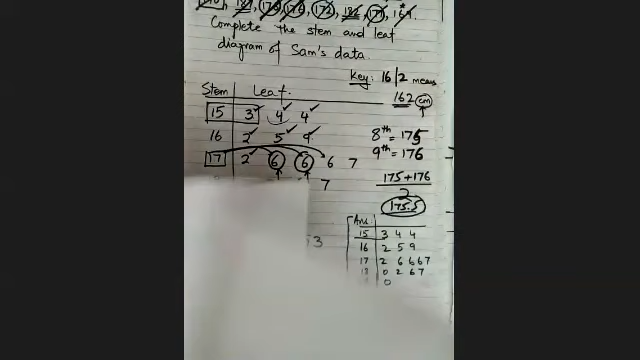 Complete the stem and leaf
diagram of Sam's data.
Key: 16 | 2 means
162 cm
Stem Leaf
15 3 4 4
16 2 5 9
17 2 6 6 6 7
7
8th = 175
9th = 176
175+176
2
175.5
3
Ans:
15 3 4 4
16 2 5 9
17 2 6 6 6 7
18 0 2 6 7
0